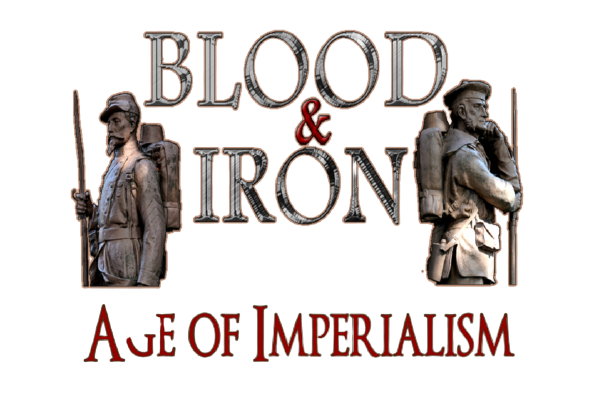 BLOOD
&
IRON
AGE OF IMPERIALISM